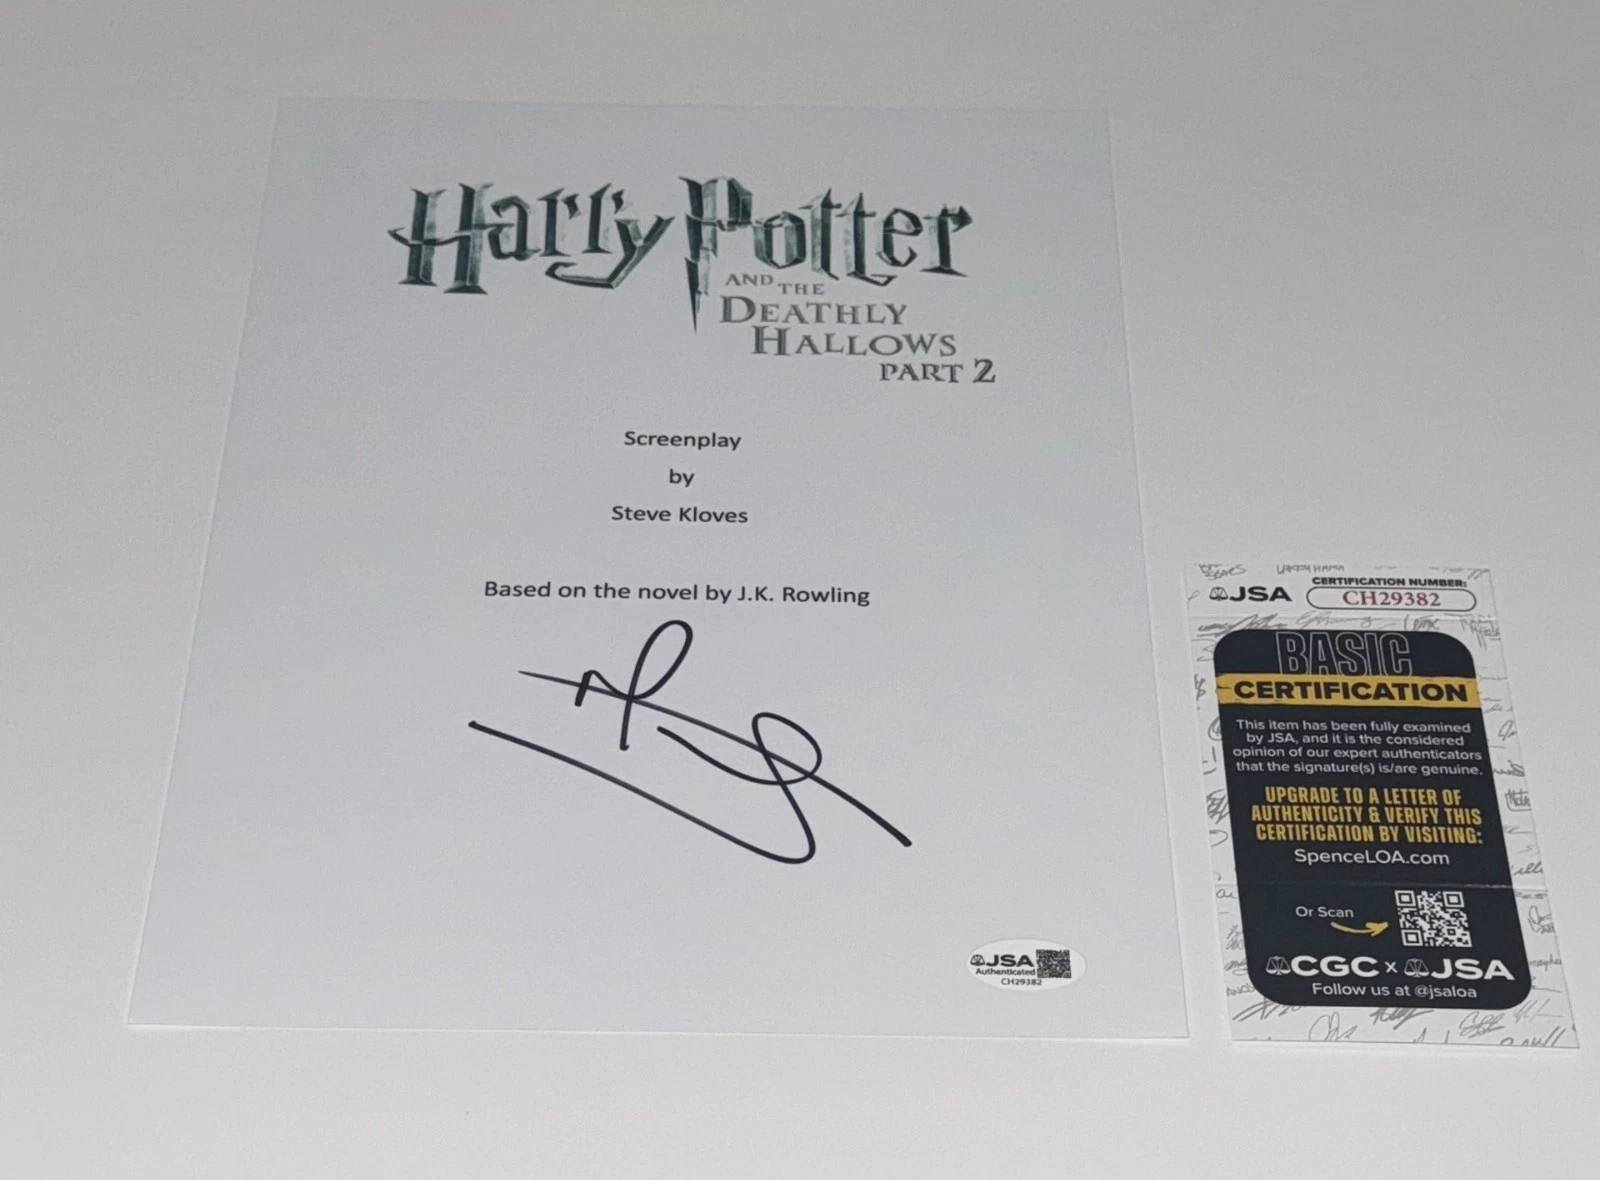 Harry Potter
AND THE
DEATHLY
HALLOWS
PART 2
Screenplay
by
Steve Kloves
Based on the novel by J.K. Rowling
JSA
Authenticated
CH29382
JSA
CERTIFICATION NUMBER:
CH29382
BASIC
CERTIFICATION
This item has been fully examined
by JSA, and it is the considered
opinion of our expert authenticators
that the signature(s) is/are genuine.
UPGRADE TO A LETTER OF
AUTHENTICITY & VERIFY THIS
CERTIFICATION BY VISITING:
SpenceLOA.com
Or Scan
CGC x JSA
Follow us at @jsaloa